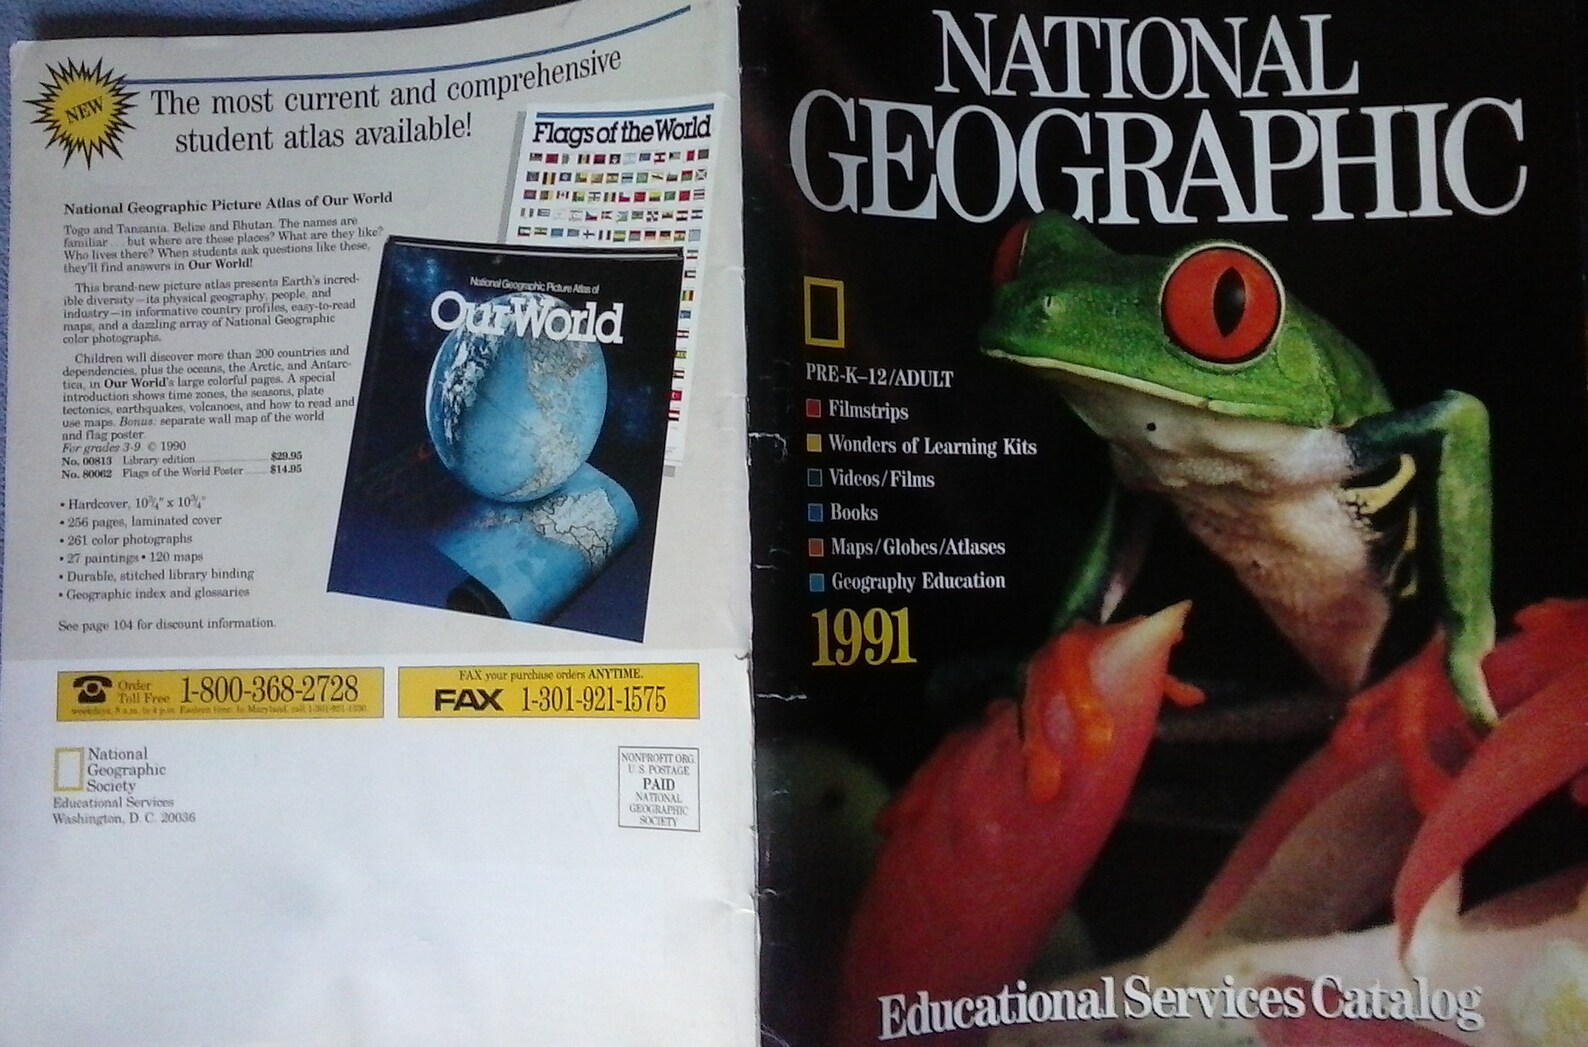 NEW
The most current and comprehensive
student atlas available!
National Geographic Picture Atlas of Our World
Togo and Tanzania. Belize and Bhutan. The names are
familiar . . . but where are these places? What are they like?
Who lives there? When students ask questions like these,
they'll find answers in Our World!
This brand-new picture atlas presents Earth's incred-
ible diversity—its physical geography, people, and
industry—in informative country profiles, easy-to-read
maps, and a dazzling array of National Geographic
color photographs.
Children will discover more than 200 countries and
dependencies, plus the oceans, the Arctic, and Antarc-
tica, in Our World's large colorful pages. A special
introduction shows time zones, the seasons, plate
tectonics, earthquakes, volcanoes, and how to read and
use maps. Bonus: separate wall map of the world
and flag poster.
For grades 3-9. © 1990
No. 00813 Library edition $29.95
No. 80062 Flags of the World Poster $14.95
• Hardcover, 10¾" x 10¾"
• 256 pages, laminated cover
• 261 color photographs
• 27 paintings • 120 maps
• Durable, stitched library binding
• Geographic index and glossaries
See page 104 for discount information.
Flags of the World
National Geographic Picture Atlas of
Our World
Order
Toll Free 1-800-368-2728
weekdays, 8 a.m. to 4 p.m. Eastern time. In Maryland, call 1-301-921-1330.
FAX your purchase orders ANYTIME.
FAX 1-301-921-1575
National
Geographic
Society
Educational Services
Washington, D. C. 20036
NONPROFIT ORG.
U. S. POSTAGE
PAID
NATIONAL
GEOGRAPHIC
SOCIETY
NATIONAL
GEOGRAPHIC
PRE-K–12/ADULT
Filmstrips
Wonders of Learning Kits
Videos/Films
Books
Maps/Globes/Atlases
Geography Education
1991
Educational Services Catalog